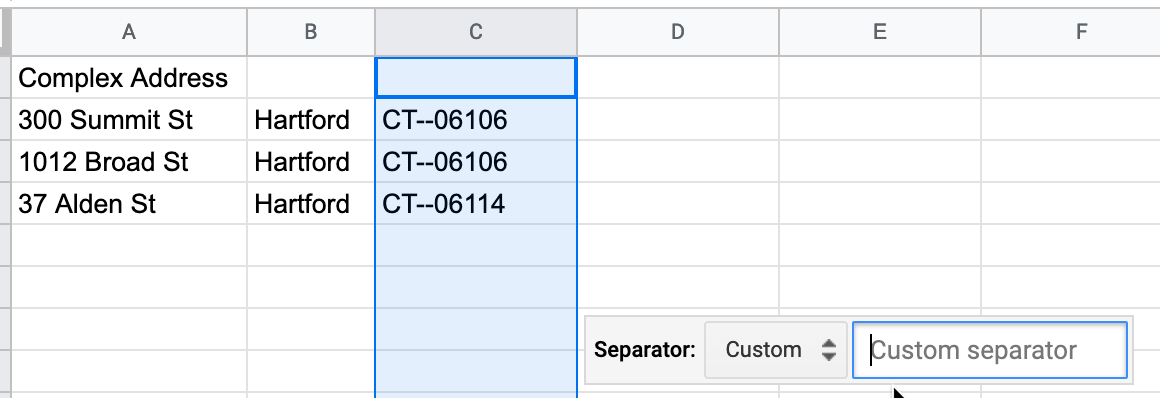 A B C D E F
Complex Address
300 Summit St Hartford CT--06106
1012 Broad St Hartford CT--06106
37 Alden St Hartford CT--06114
Separator: Custom Custom separator